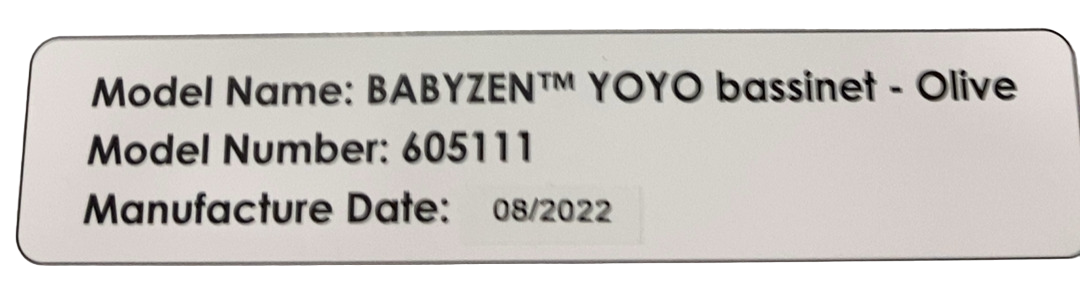 Model Name: BABYZEN™ YOYO bassinet - Olive
Model Number: 605111
Manufacture Date: 08/2022